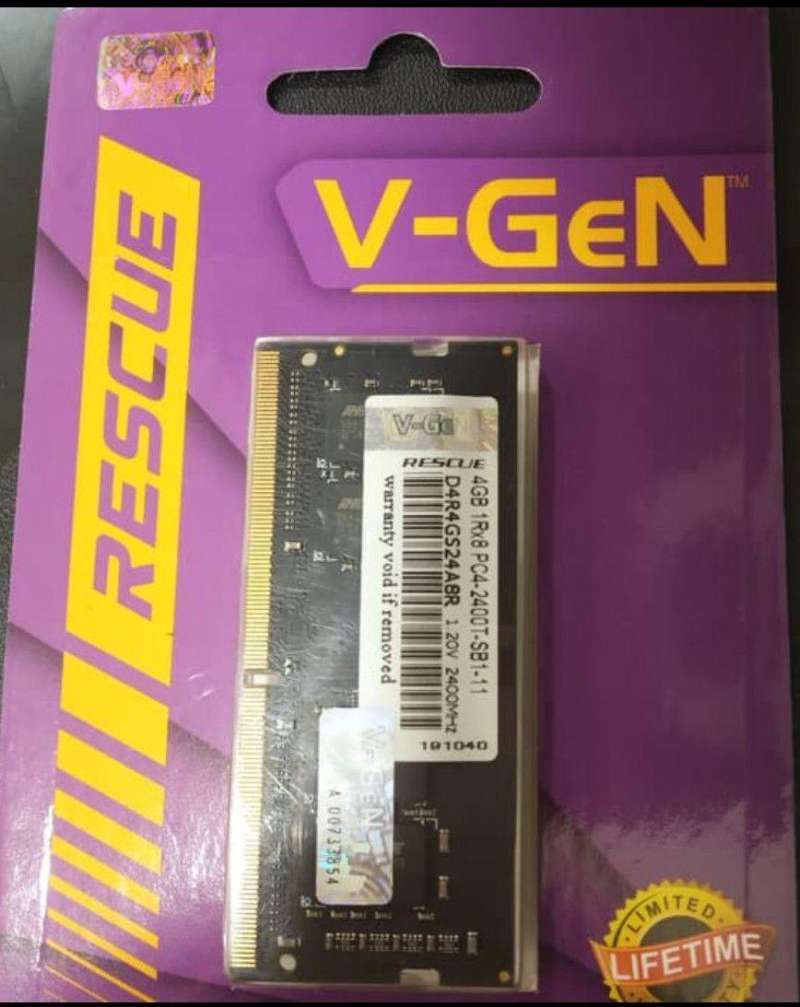 V-GeN™
RESCUE
V-Ge
RESCUE
4GB 1Rx8 PC4-2400T-SB1-11
D4R4GS24A8R 1.20V 2400MHz
warranty void if removed
191040
V-GEN
A 00733854
LIMITED
LIFETIME